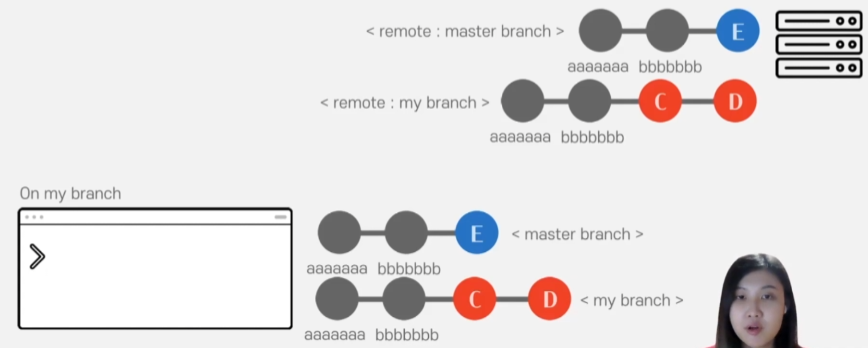 < remote : master branch >
E
aaaaaaa bbbbbbb
< remote : my branch >
C D
aaaaaaa bbbbbbb
On my branch
E
< master branch >
aaaaaaa bbbbbbb
C D
< my branch >
aaaaaaa bbbbbbb